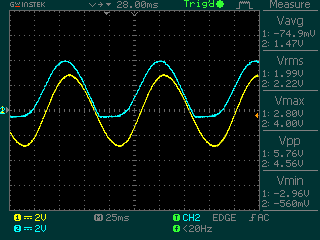 GWINSTEK 28.00ms Trig'd Measure
Vavg
1: -74.9mV
2: 1.47V
Vrms
1: 1.99V
2: 2.22V
Vmax
1: 2.80V
2: 4.00V
Vpp
1: 5.76V
2: 4.56V
Vmin
1: -2.96V
2: -560mV
1 2V M 25ms T CH2 EDGE AC
2 2V f <20Hz